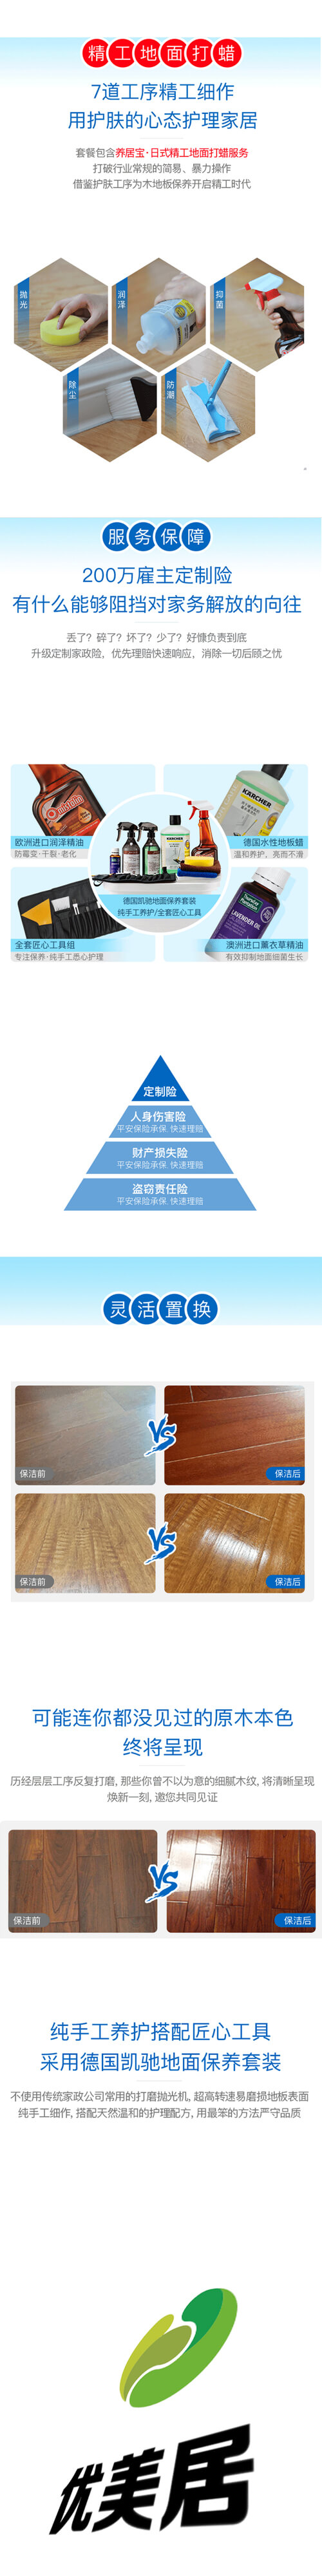 精工地面打蜡
7道工序精工细作
用护肤的心态护理家居
套餐包含养居宝·日式精工地面打蜡服务
打破行业常规的简易、暴力操作
借鉴护肤工序为木地板保养开启精工时代
抛光
润泽
抑菌
除尘
防潮
服务保障
200万雇主定制险
有什么能够阻挡对家务解放的向往
丢了？碎了？坏了？少了？好慷负责到底
升级定制家政险，优先理赔快速响应，消除一切后顾之忧
KÄRCHER
欧洲进口润泽精油
防霉变·干裂·老化
德国水性地板蜡
温和养护，亮而不滑
KARCHER
德国凯驰地面保养套装
纯手工养护/全套匠心工具
LAVENDER OIL
全套匠心工具组
专注保养·纯手工悉心护理
澳洲进口薰衣草精油
有效抑制地面细菌生长
定制险
人身伤害险
平安保险承保 快速理赔
财产损失险
平安保险承保 快速理赔
盗窃责任险
平安保险承保 快速理赔
灵活置换
VS
保洁前
保洁后
VS
保洁前
保洁后
可能连你都没见过的原木本色
终将呈现
历经层层工序反复打磨,那些你曾不以为意的细腻木纹,将清晰呈现
焕新一刻,邀您共同见证
VS
保洁前
保洁后
纯手工养护搭配匠心工具
采用德国凯驰地面保养套装
不使用传统家政公司常用的打磨抛光机,超高转速易磨损地板表面
纯手工细作,搭配天然温和的护理配方,用最笨的方法严守品质
优美居